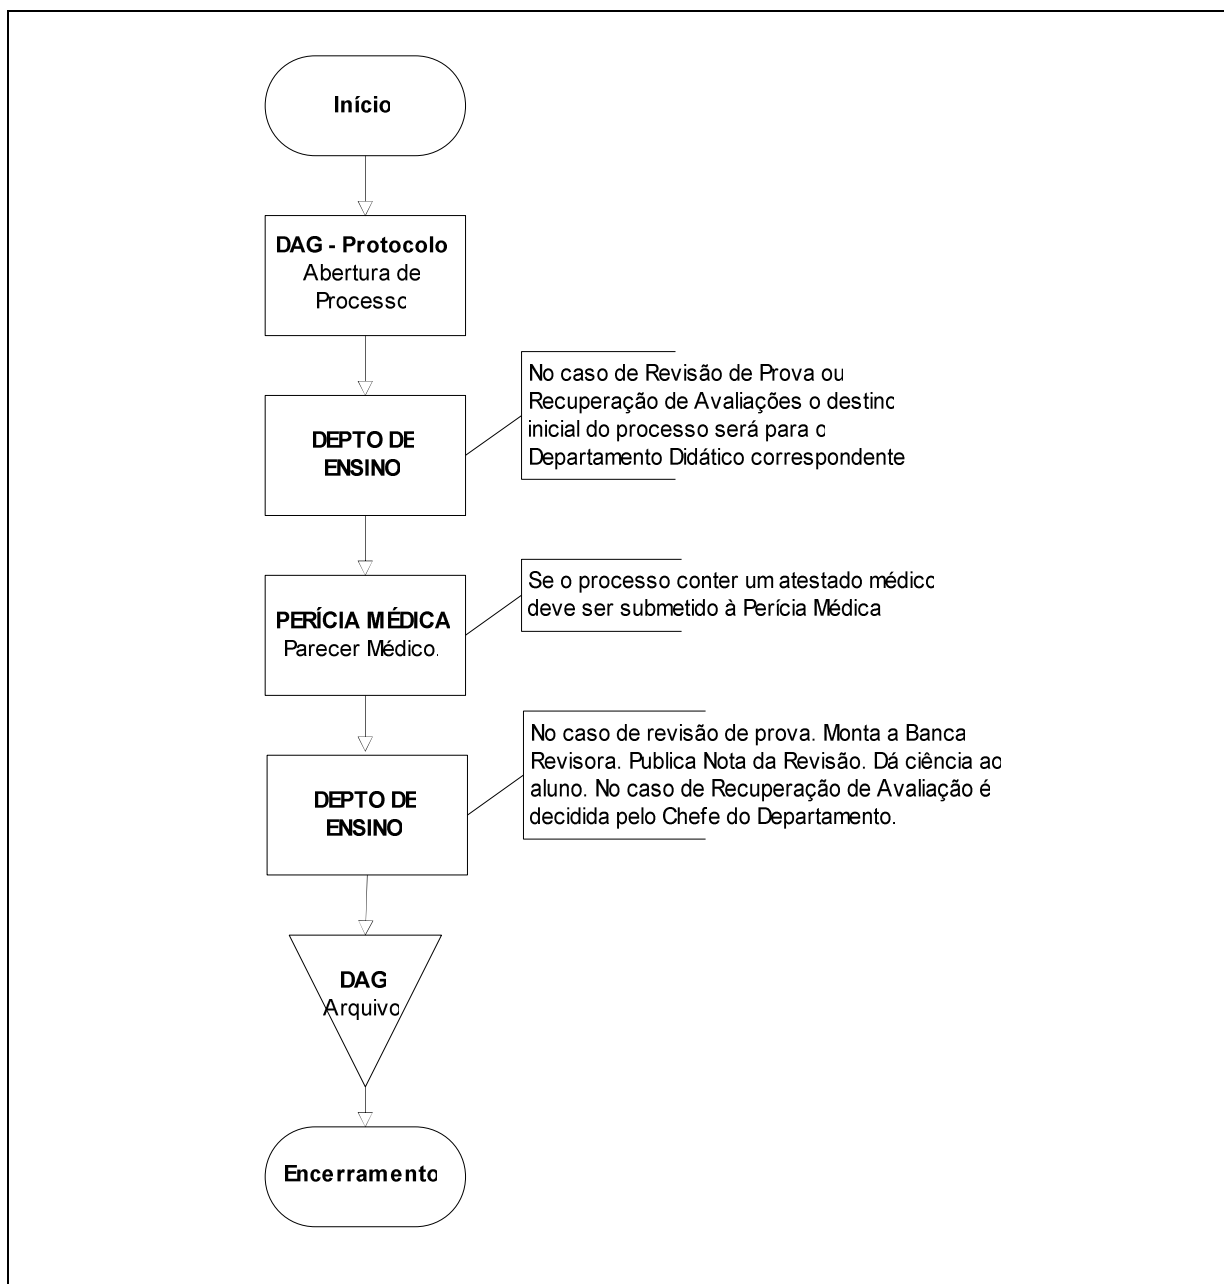 Início
DAG - Protocolo
Abertura de
Processo
No caso de Revisão de Prova ou
Recuperação de Avaliações o destino
inicial do processo será para o
Departamento Didático correspondente
DEPTO DE
ENSINO
Se o processo conter um atestado médico
deve ser submetido à Perícia Médica
PERÍCIA MÉDICA
Parecer Médico.
No caso de revisão de prova. Monta a Banca
Revisora. Publica Nota da Revisão. Dá ciência ao
aluno. No caso de Recuperação de Avaliação é
decidida pelo Chefe do Departamento.
DEPTO DE
ENSINO
DAG
Arquivo
Encerramento